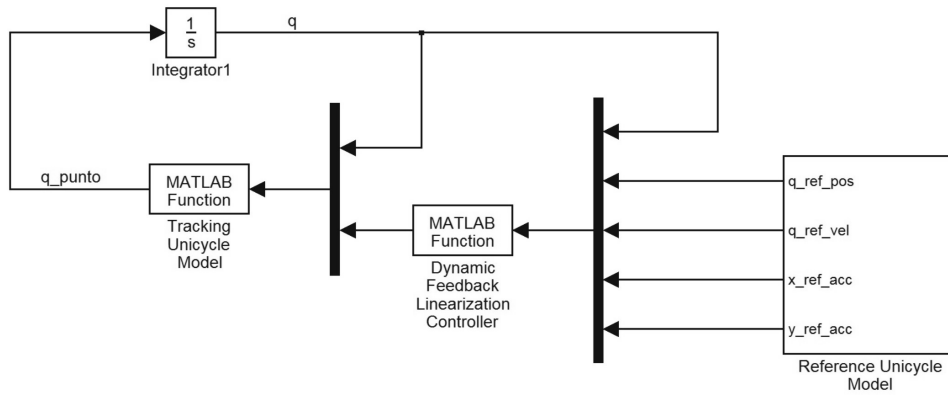 1
s
Integrator1
q
q_punto
MATLAB
Function
Tracking
Unicycle
Model
MATLAB
Function
Dynamic
Feedback
Linearization
Controller
q_ref_pos
q_ref_vel
x_ref_acc
y_ref_acc
Reference Unicycle
Model